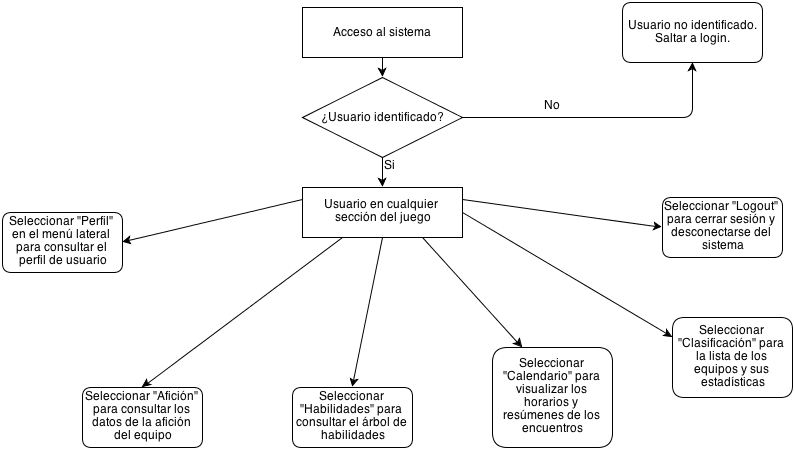 Acceso al sistema
Usuario no identificado.
Saltar a login.
¿Usuario identificado?
No
Si
Usuario en cualquier
sección del juego
Seleccionar "Perfil"
en el menú lateral
para consultar el
perfil de usuario
Seleccionar "Logout"
para cerrar sesión y
desconectarse del
sistema
Seleccionar
"Clasificación" para
la lista de los
equipos y sus
estadísticas
Seleccionar "Afición"
para consultar los
datos de la afición
del equipo
Seleccionar
"Habilidades" para
consultar el árbol de
habilidades
Seleccionar
"Calendario" para
visualizar los
horarios y
resúmenes de los
encuentros